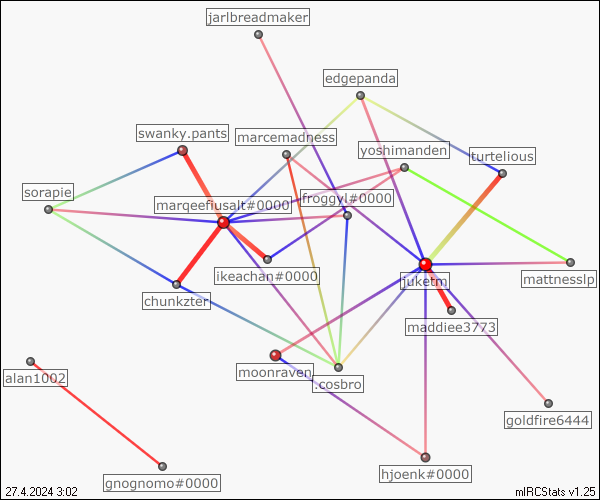 jarlbreadmaker
edgepanda
swanky.pants
marcemadness
yoshimanden
turtelious
sorapie
marqeefiusalt#0000
froggyl#0000
ikeachan#0000
juketm
mattnesslp
chunkzter
maddiee3773
moonraven
.cosbro
alan1002
goldfire6444
hjoenk#0000
gnognomo#0000
27.4.2024 3:02
mIRCStats v1.25